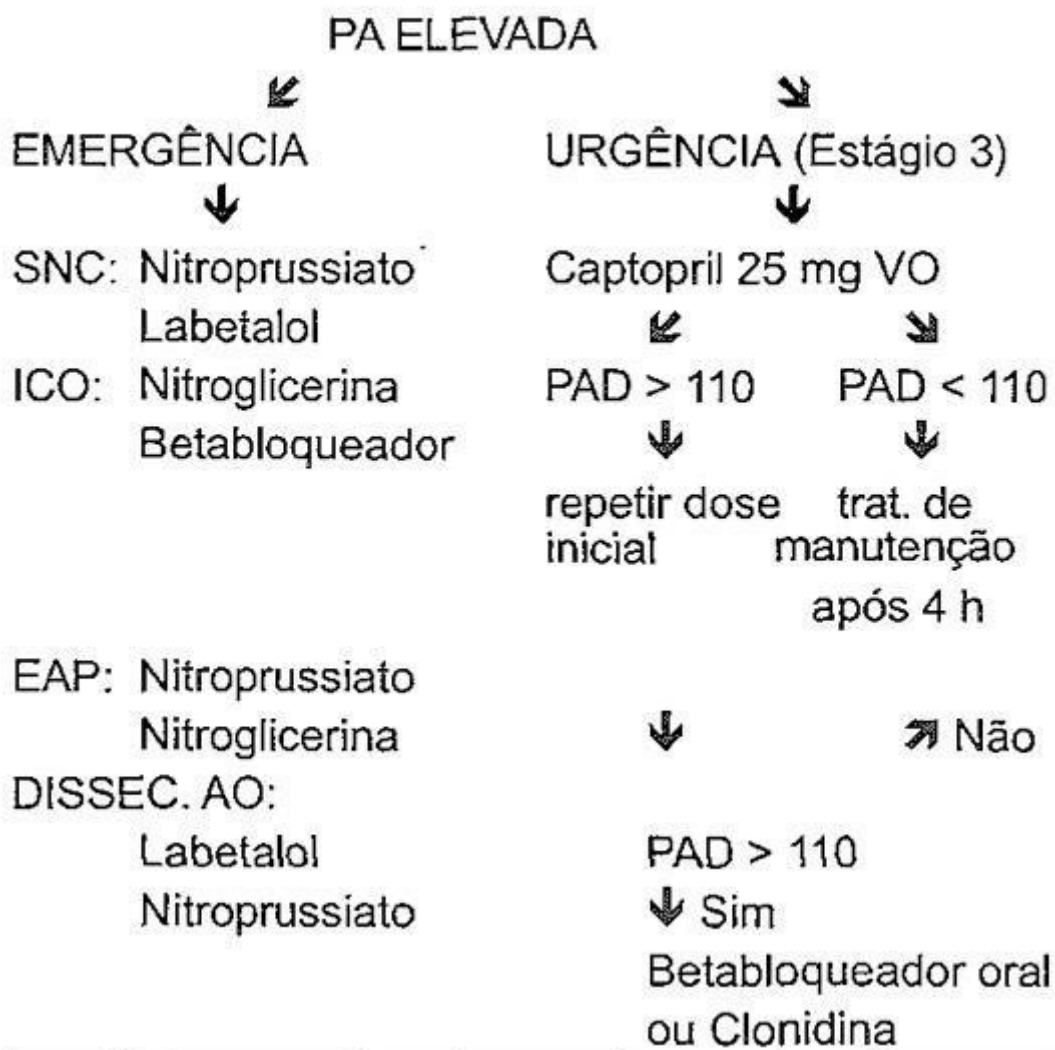 PA ELEVADA
EMERGÊNCIA
URGÊNCIA (Estágio 3)
SNC: Nitroprussiato
Labetalol
ICO: Nitroglicerina
Betabloqueador
EAP: Nitroprussiato
Nitroglicerina
DISSEC. AO:
Labetalol
Nitroprussiato
Captopril 25 mg VO
PAD > 110
PAD < 110
repetir dose
inicial
trat. de
manutenção
após 4 h
Não
PAD > 110
Sim
Betabloqueador oral
ou Clonidina